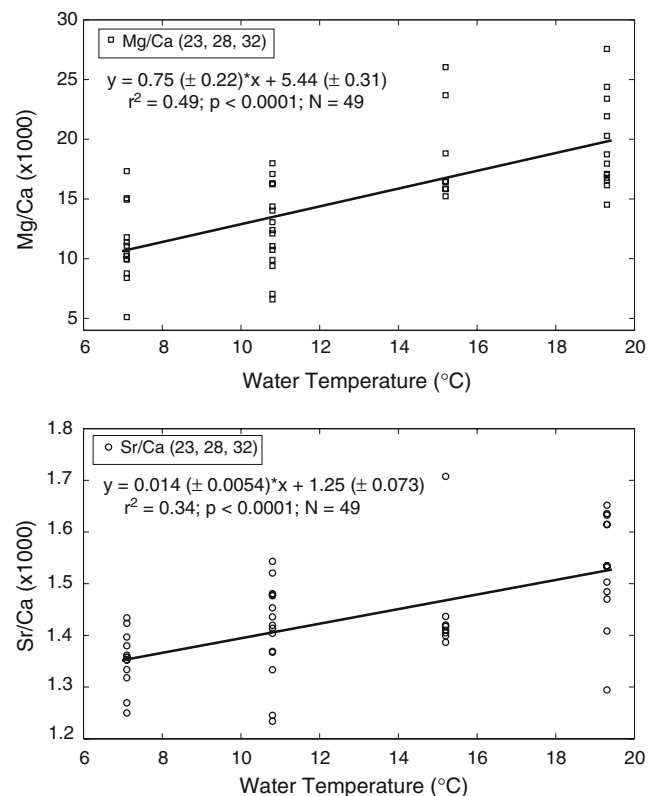 Mg/Ca (23, 28, 32)
y = 0.75 (± 0.22)*x + 5.44 (± 0.31)
r² = 0.49; p < 0.0001; N = 49
Mg/Ca (x1000)
30
25
20
15
10
5
6 8 10 12 14 16 18 20
Water Temperature (°C)
Sr/Ca (23, 28, 32)
y = 0.014 (± 0.0054)*x + 1.25 (± 0.073)
r² = 0.34; p < 0.0001; N = 49
Sr/Ca (x1000)
1.8
1.7
1.6
1.5
1.4
1.3
1.2
6 8 10 12 14 16 18 20
Water Temperature (°C)